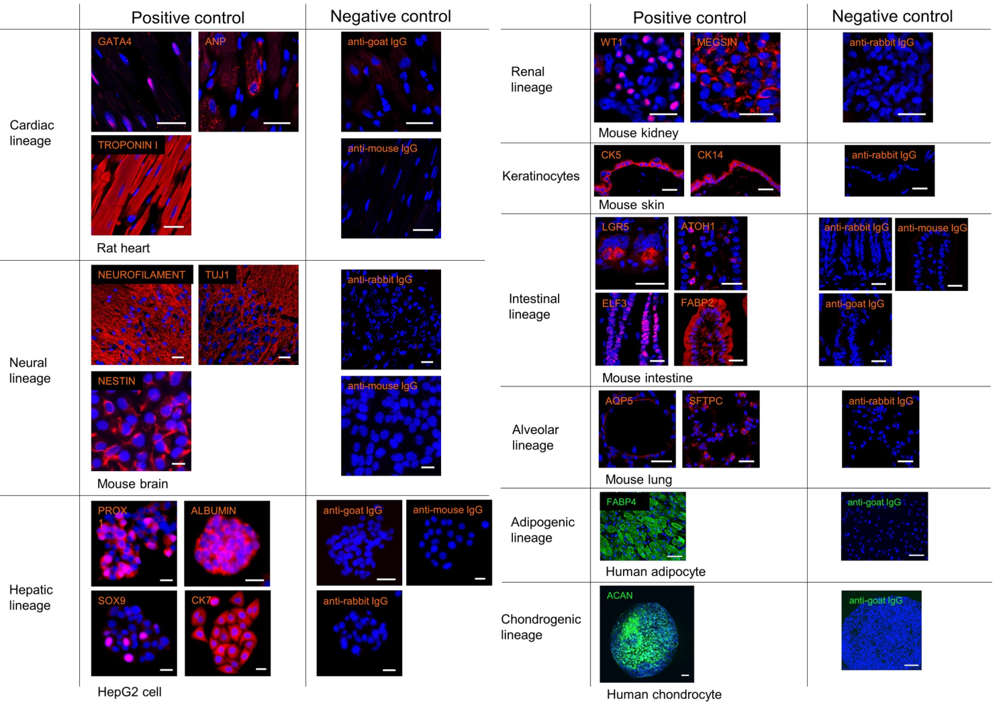 Positive control
Negative control
Cardiac
lineage
GATA4
ANP
anti-goat IgG
TROPONIN I
anti-mouse IgG
Rat heart
Neural
lineage
NEUROFILAMENT
TUJ1
anti-rabbit IgG
NESTIN
anti-mouse IgG
Mouse brain
Hepatic
lineage
PROX
1
ALBUMIN
anti-goat IgG
anti-mouse IgG
SOX9
CK7
anti-rabbit IgG
HepG2 cell
Positive control
Negative control
Renal
lineage
WT1
MEGSIN
anti-rabbit IgG
Mouse kidney
Keratinocytes
CK5
CK14
anti-rabbit IgG
Mouse skin
Intestinal
lineage
LGR5
ATOH1
anti-rabbit IgG
anti-mouse IgG
ELF3
FABP2
anti-goat IgG
Mouse intestine
Alveolar
lineage
AQP5
SFTPC
anti-rabbit IgG
Mouse lung
Adipogenic
lineage
FABP4
anti-goat IgG
Human adipocyte
Chondrogenic
lineage
ACAN
anti-goat IgG
Human chondrocyte